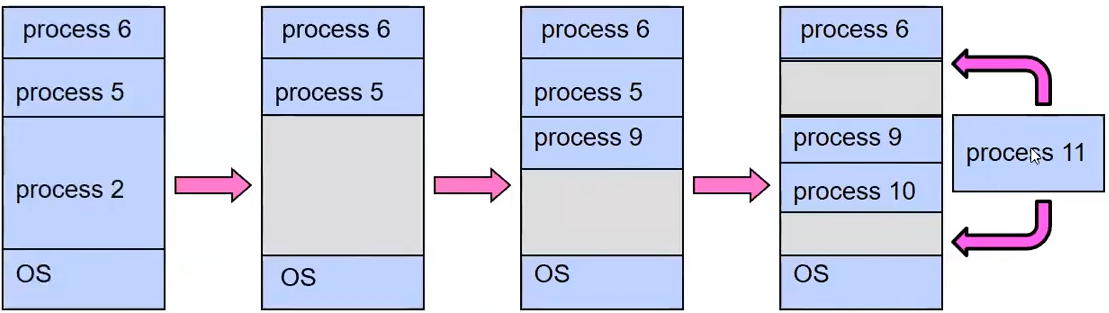 process 6
process 5
process 2
OS
process 6
process 5
OS
process 6
process 5
process 9
OS
process 6
process 9
process 10
OS
process 11